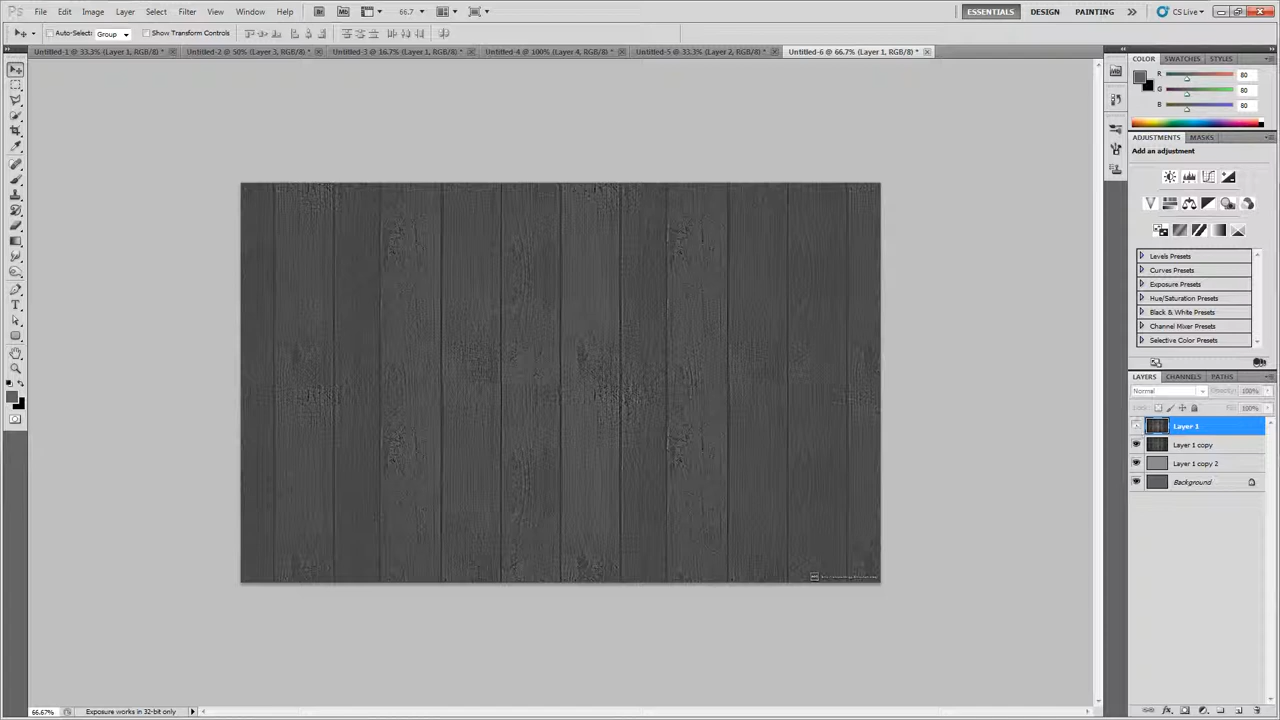 Ps File Edit Image Layer Select Filter View Window Help Mb 66.7 ESSENTIALS DESIGN PAINTING CS Live
Auto-Select: Group Show Transform Controls
Untitled-1 @ 33.3% (Layer 1, RGB/8) * Untitled-2 @ 50% (Layer 3, RGB/8) * Untitled-3 @ 16.7% (Layer 1, RGB/8) * Untitled-4 @ 100% (Layer 4, RGB/8) * Untitled-5 @ 33.3% (Layer 2, RGB/8) * Untitled-6 @ 66.7% (Layer 1, RGB/8) *
COLOR SWATCHES STYLES
R 80
G 80
B 80
ADJUSTMENTS MASKS
Add an adjustment
Levels Presets
Curves Presets
Exposure Presets
Hue/Saturation Presets
Black & White Presets
Channel Mixer Presets
Selective Color Presets
LAYERS CHANNELS PATHS
Normal Opacity: 100%
Lock: Fill: 100%
Layer 1
Layer 1 copy
Layer 1 copy 2
Background
66.67% Exposure works in 32-bit only